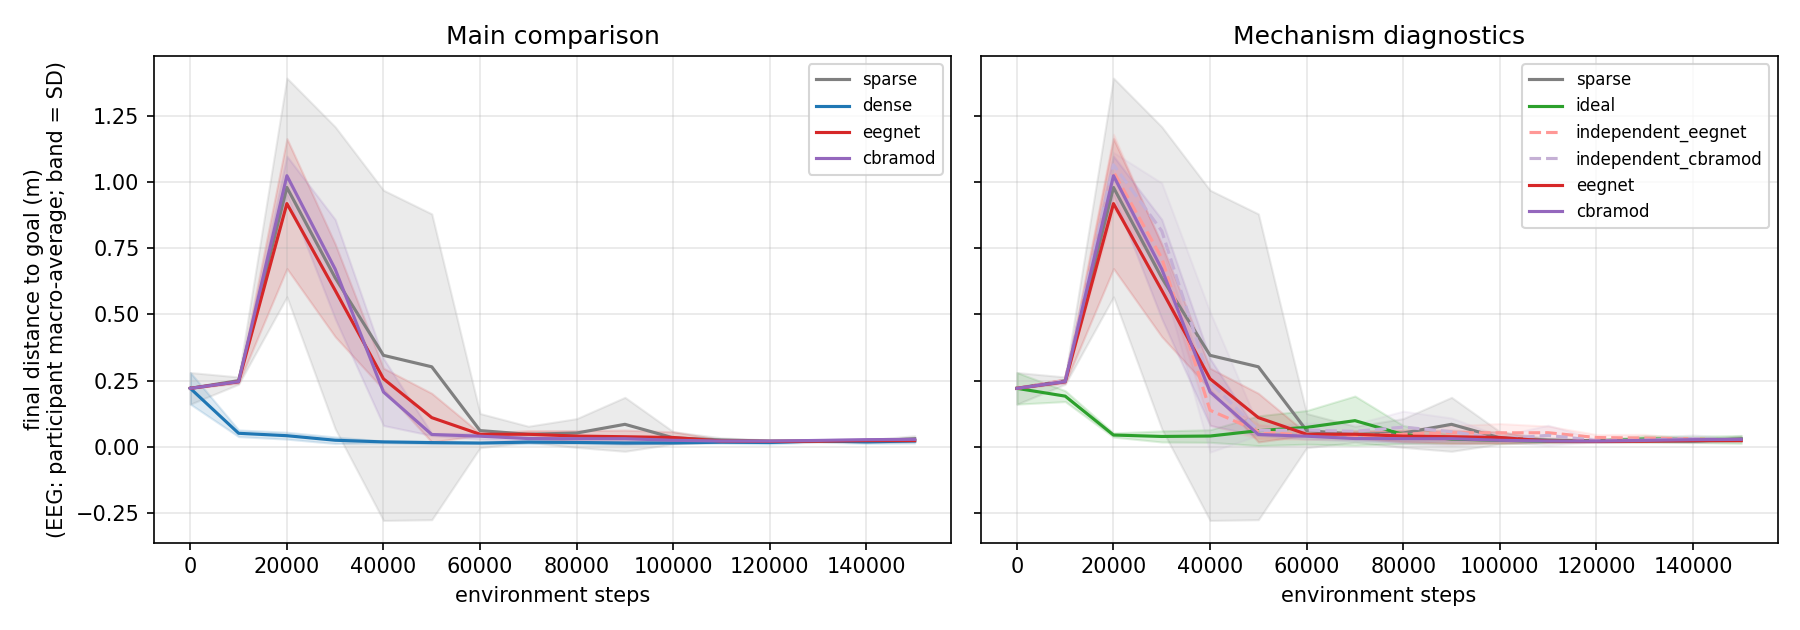 Main comparison
Mechanism diagnostics
final distance to goal (m)
(EEG: participant macro-average; band = SD)
1.25
1.00
0.75
0.50
0.25
0.00
−0.25
sparse
dense
eegnet
cbramod
sparse
ideal
independent_eegnet
independent_cbramod
eegnet
cbramod
0 20000 40000 60000 80000 100000 120000 140000
0 20000 40000 60000 80000 100000 120000 140000
environment steps
environment steps